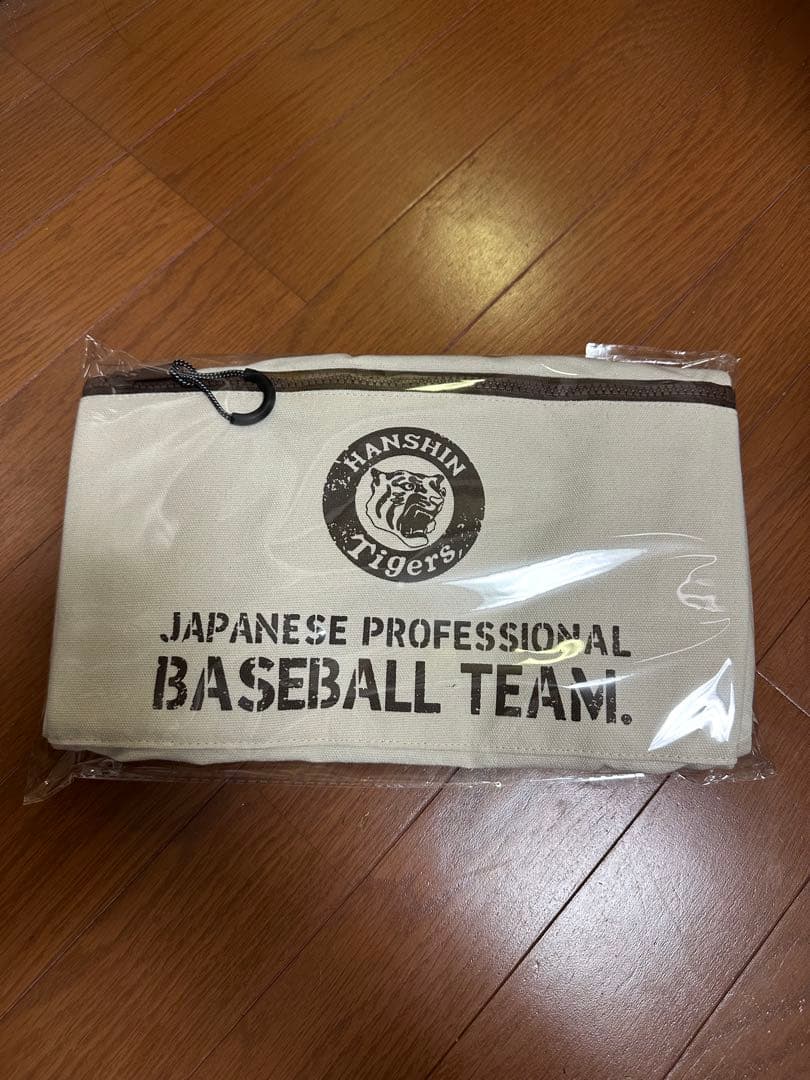 HANSHIN
Tigers
JAPANESE PROFESSIONAL
BASEBALL TEAM.